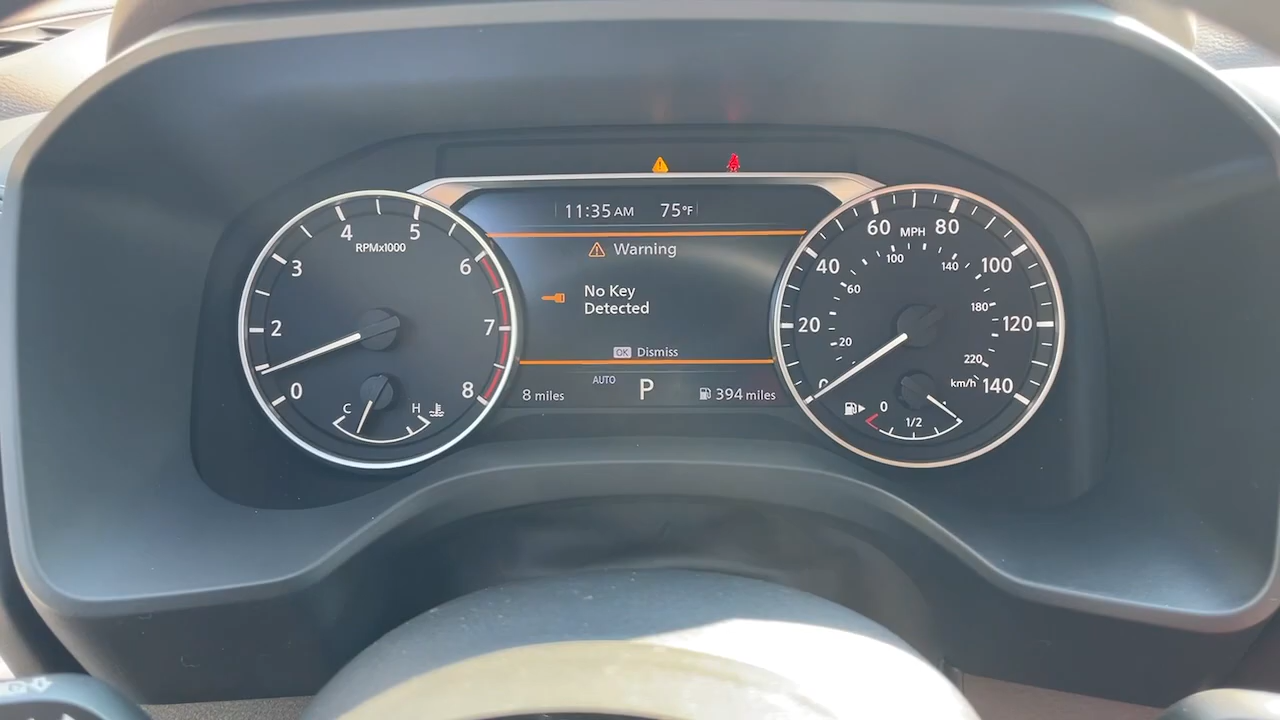 11:35 AM 75°F
Warning
No Key
Detected
OK Dismiss
8 miles AUTO P 394 miles
RPMx1000
0 2 3 4 5 6 7 8
C H
MPH
0 20 40 60 80 100 120 140
20 60 100 140 180 220
km/h
0 1/2